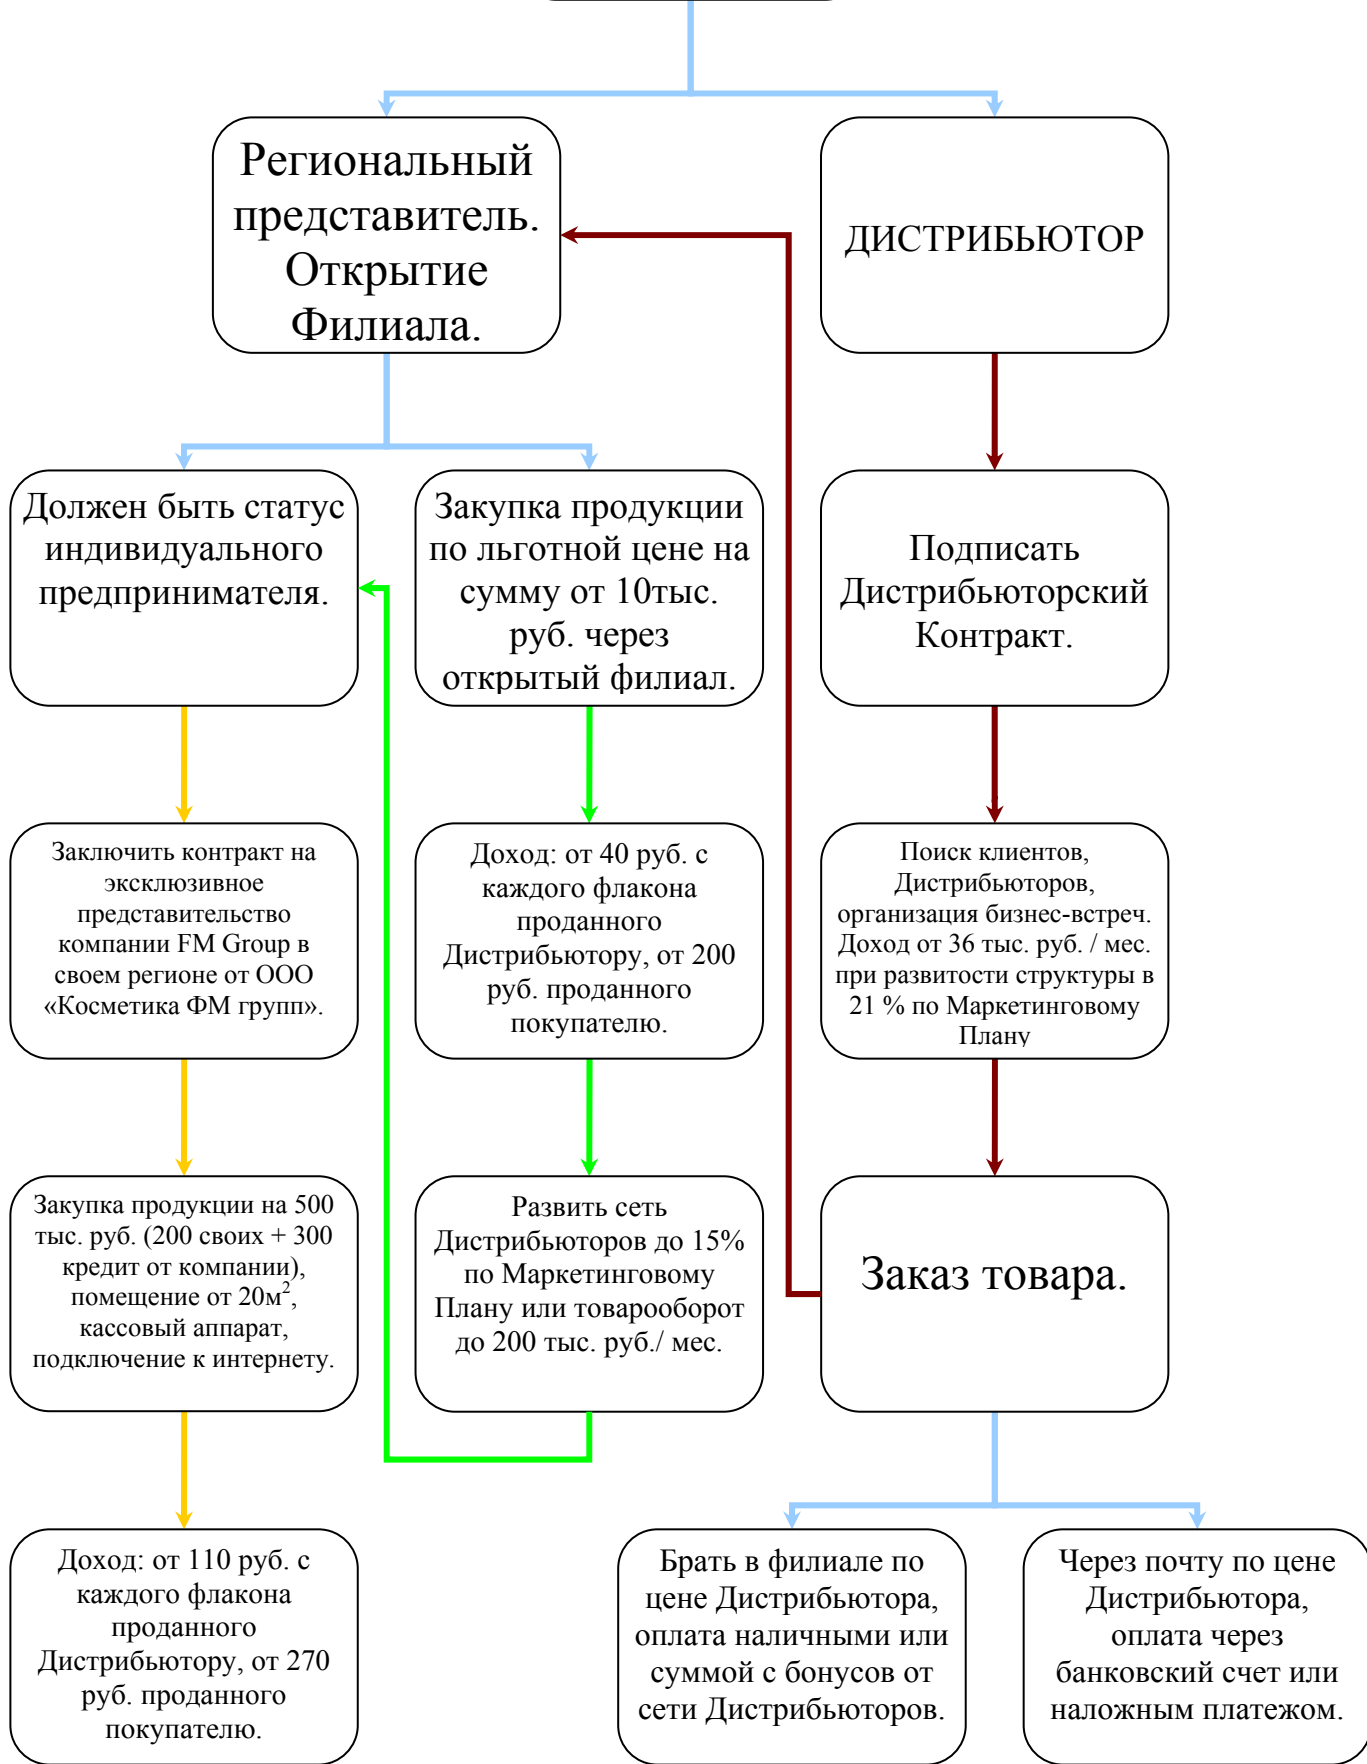 Региональный
представитель.
Открытие
Филиала.
ДИСТРИБЬЮТОР
Должен быть статус
индивидуального
предпринимателя.
Закупка продукции
по льготной цене на
сумму от 10тыс.
руб. через
открытый филиал.
Подписать
Дистрибьюторский
Контракт.
Заключить контракт на
эксклюзивное
представительство
компании FM Group в
своем регионе от ООО
«Косметика ФМ групп».
Доход: от 40 руб. с
каждого флакона
проданного
Дистрибьютору, от 200
руб. проданного
покупателю.
Поиск клиентов,
Дистрибьюторов,
организация бизнес-встреч.
Доход от 36 тыс. руб. / мес.
при развитости структуры в
21 % по Маркетинговому
Плану
Закупка продукции на 500
тыс. руб. (200 своих + 300
кредит от компании),
помещение от 20м²,
кассовый аппарат,
подключение к интернету.
Развить сеть
Дистрибьюторов до 15%
по Маркетинговому
Плану или товарооборот
до 200 тыс. руб./ мес.
Заказ товара.
Доход: от 110 руб. с
каждого флакона
проданного
Дистрибьютору, от 270
руб. проданного
покупателю.
Брать в филиале по
цене Дистрибьютора,
оплата наличными или
суммой с бонусов от
сети Дистрибьюторов.
Через почту по цене
Дистрибьютора,
оплата через
банковский счет или
наложным платежом.